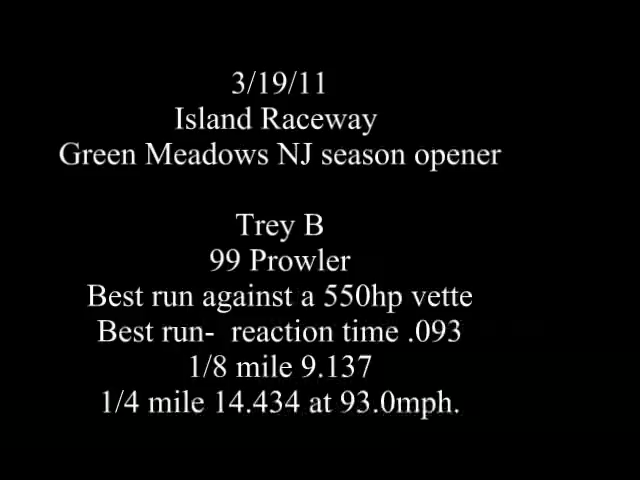 3/19/11
Island Raceway
Green Meadows NJ season opener
Trey B
99 Prowler
Best run against a 550hp vette
Best run-  reaction time .093
1/8 mile 9.137
1/4 mile 14.434 at 93.0mph.